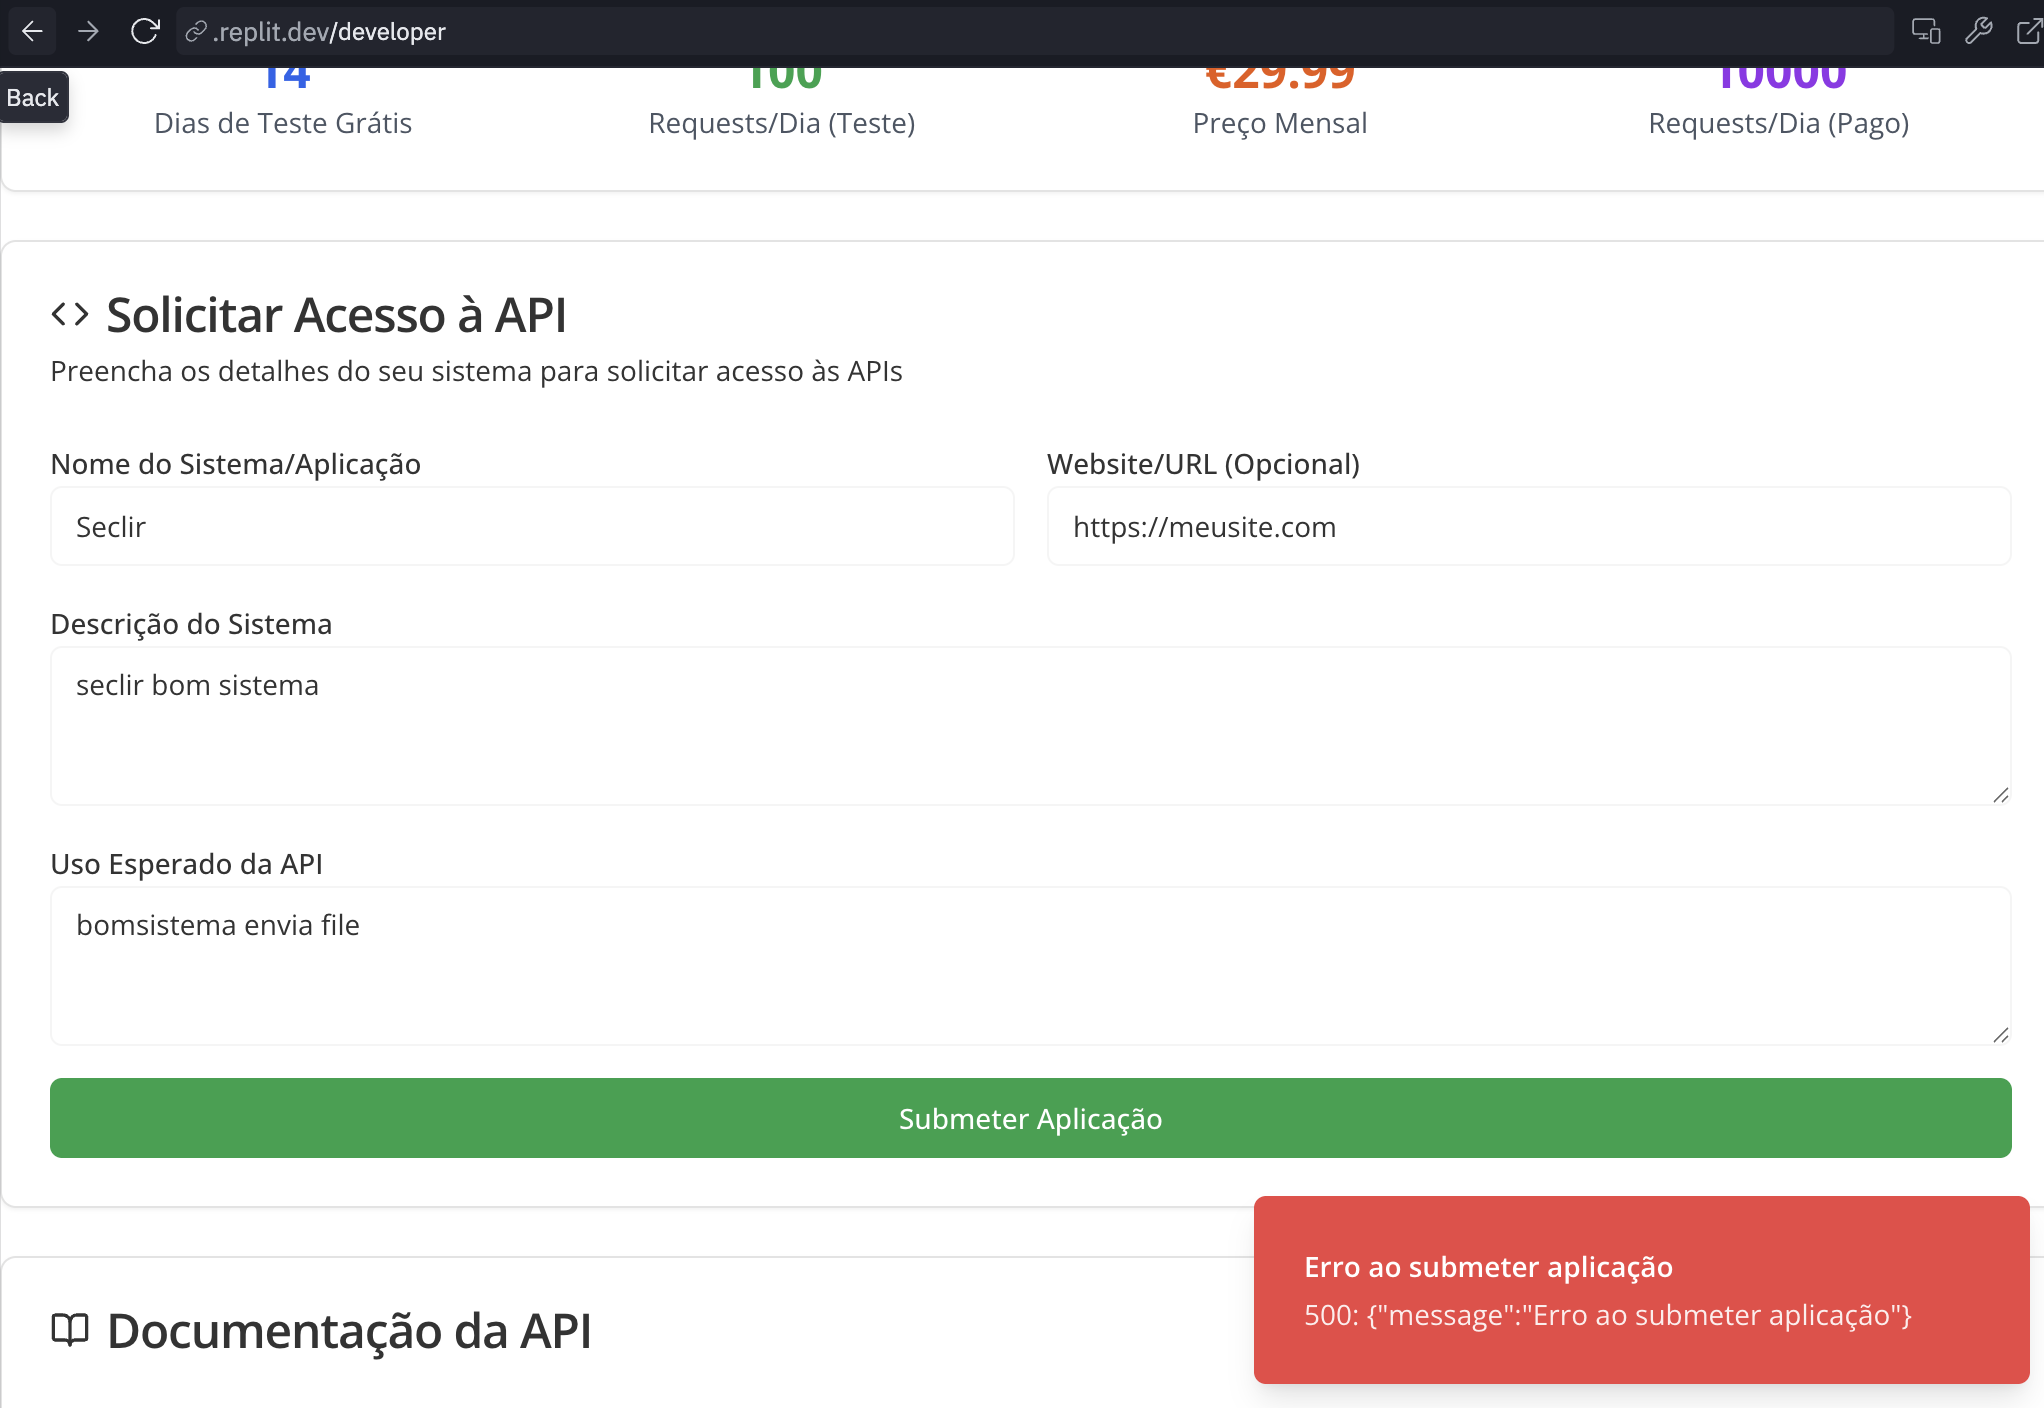 .replit.dev/developer
Back
14
100
€29.99
10000
Dias de Teste Grátis
Requests/Dia (Teste)
Preço Mensal
Requests/Dia (Pago)
Solicitar Acesso à API
Preencha os detalhes do seu sistema para solicitar acesso às APIs
Nome do Sistema/Aplicação
Website/URL (Opcional)
Seclir
https://meusite.com
Descrição do Sistema
seclir bom sistema
Uso Esperado da API
bomsistema envia file
Submeter Aplicação
Erro ao submeter aplicação
500: {"message":"Erro ao submeter aplicação"}
Documentação da API